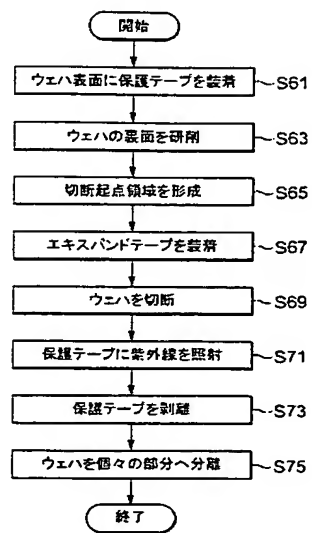 開始
ウェハ表面に保護テープを装着 S61
ウェハの裏面を研削 S63
切断起点領域を形成 S65
エキスパンドテープを装着 S67
ウェハを切断 S69
保護テープに紫外線を照射 S71
保護テープを剥離 S73
ウェハを個々の部分へ分離 S75
終了